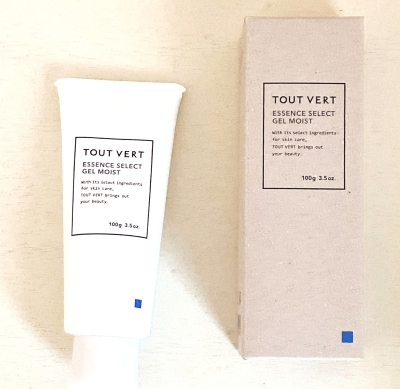 TOUT VERT
ESSENCE SELECT
GEL MOIST
With its select ingredients
for skin care,
TOUT VERT brings out
your beauty.
100g 3.5oz.
TOUT VERT
ESSENCE SELECT
GEL MOIST
With its select ingredients
for skin care,
TOUT VERT brings out
your beauty.
100g 3.5oz.